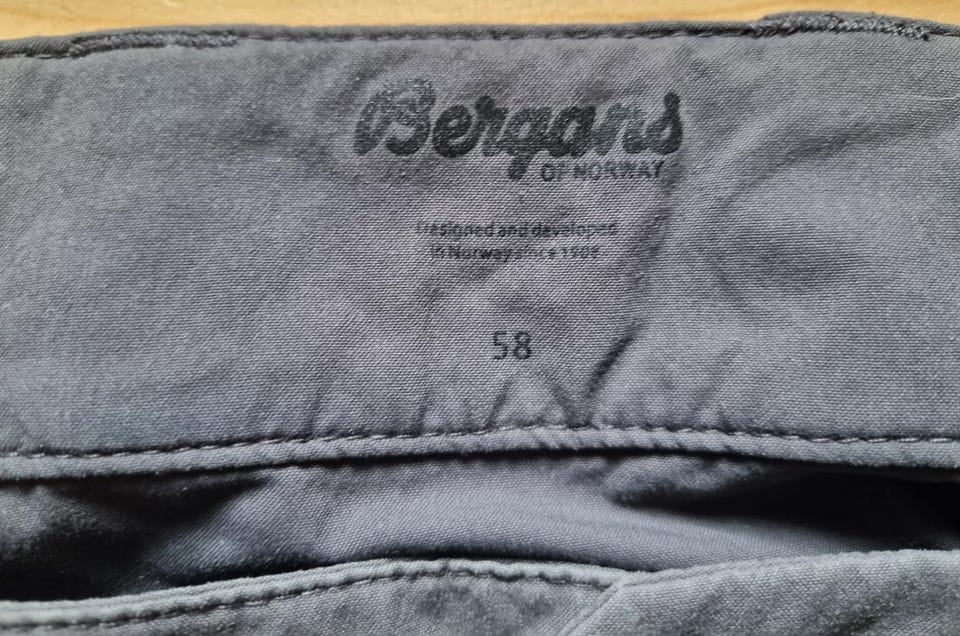 Bergans
OF NORWAY
Designed and developed
in Norway since 1908
58